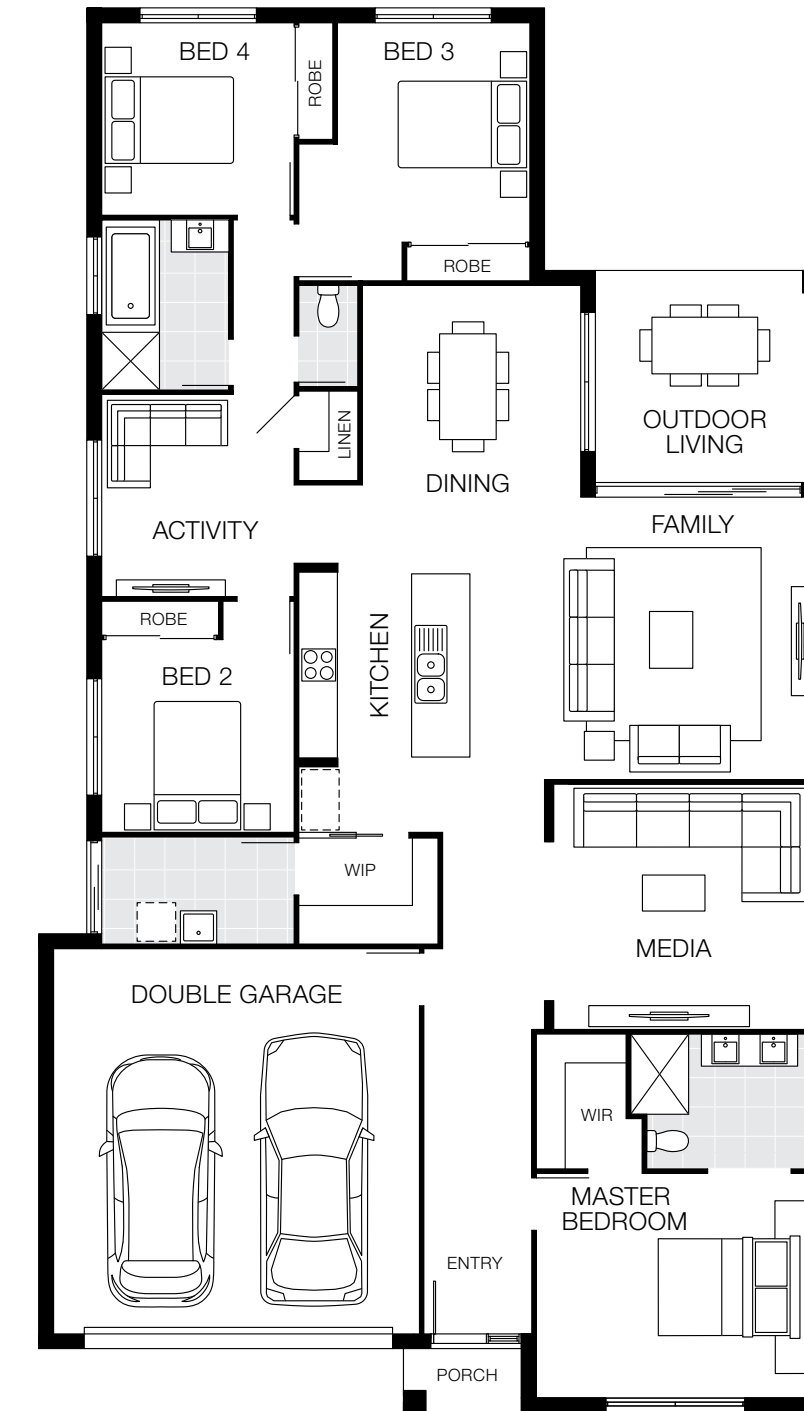 BED 4
ROBE
BED 3
ROBE
LINEN
DINING
OUTDOOR
LIVING
ACTIVITY
FAMILY
ROBE
BED 2
KITCHEN
WIP
MEDIA
DOUBLE GARAGE
WIR
MASTER
BEDROOM
ENTRY
PORCH